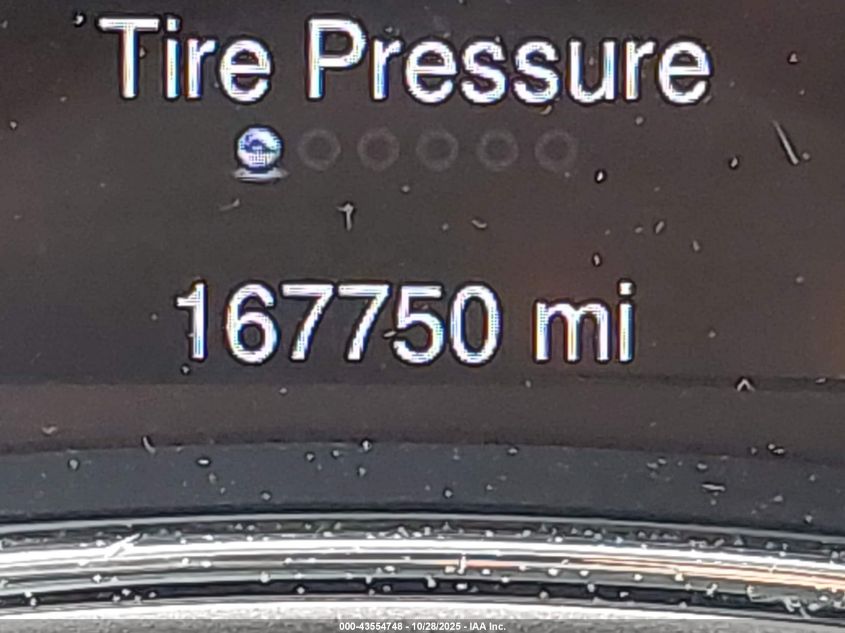 Tire Pressure
167750 mi
000-43554748 - 10/28/2025 - IAA Inc.